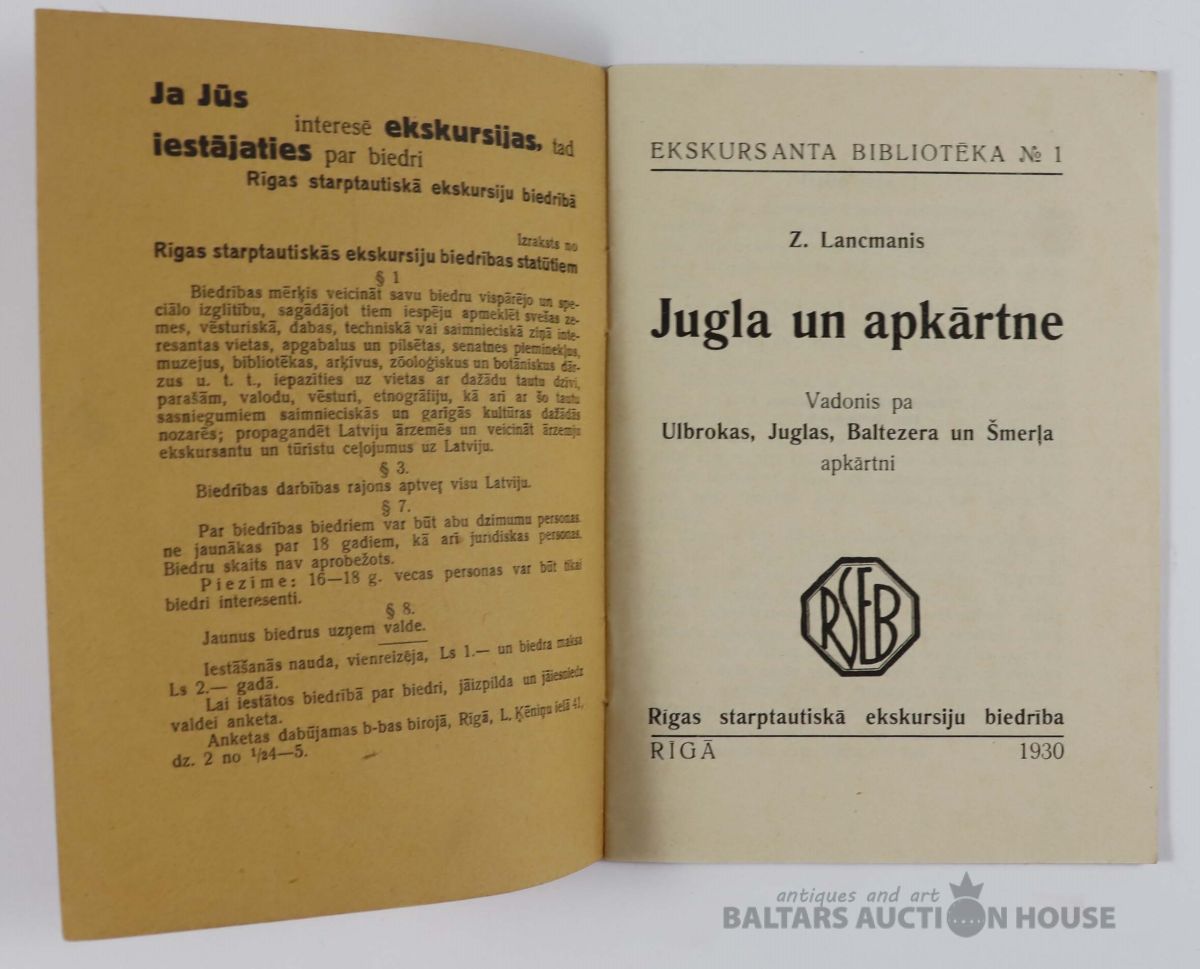 Ja Jūs
interesē ekskursijas, tad
iestājaties par biedri
Rīgas starptautiskā ekskursiju biedrībā
Izraksts no
Rīgas starptautiskās ekskursiju biedrības statūtiem
§ 1
Biedrības mērķis veicināt savu biedru vispārējo un spe-
ciālo izglītību, sagādājot tiem iespēju apmeklēt svešas ze-
mes, vēsturiskā, dabas, techniskā vai saimnieciskā ziņā inte-
resantas vietas, apgabalus un pilsētas, senatnes pieminekļus,
muzejus, bibliotēkas, arķīvus, zōoloģiskus un botāniskus dār-
zus u. t. t., iepazīties uz vietas ar dažādu tautu dzīvi,
parašām, valodu, vēsturi, etnogrāfiju, kā arī ar šo tautu
sasniegumiem saimnieciskās un garīgās kultūras dažādās
nozarēs; propagandēt Latviju ārzemēs un veicināt ārzemju
ekskursantu un tūristu ceļojumus uz Latviju.
§ 3.
Biedrības darbības rajons aptveŗ visu Latviju.
§ 7.
Par biedrības biedriem var būt abu dzimumu personas
ne jaunākas par 18 gadiem, kā arī juridiskas personas.
Biedru skaits nav aprobežots.
Piezīme: 16—18 g. vecas personas var būt tikai
biedri interesenti.
§ 8.
Jaunus biedrus uzņem valde.
Iestāšanās nauda, vienreizēja, Ls 1.— un biedra maksa
Ls 2.— gadā.
Lai iestātos biedrībā par biedri, jāizpilda un jāiesniedz
valdei anketa.
Anketas dabūjamas b-bas birojā, Rīgā, L. Ķēniņu ielā 41,
dz. 2 no ½4—5.
EKSKURSANTA BIBLIOTĒKA № 1
Z. Lancmanis
Jugla un apkārtne
Vadonis pa
Ulbrokas, Juglas, Baltezera un Šmerļa
apkārtni
RSEB
Rīgas starptautiskā ekskursiju biedrība
RĪGĀ 1930
antiques and art
BALTARS AUCTION HOUSE